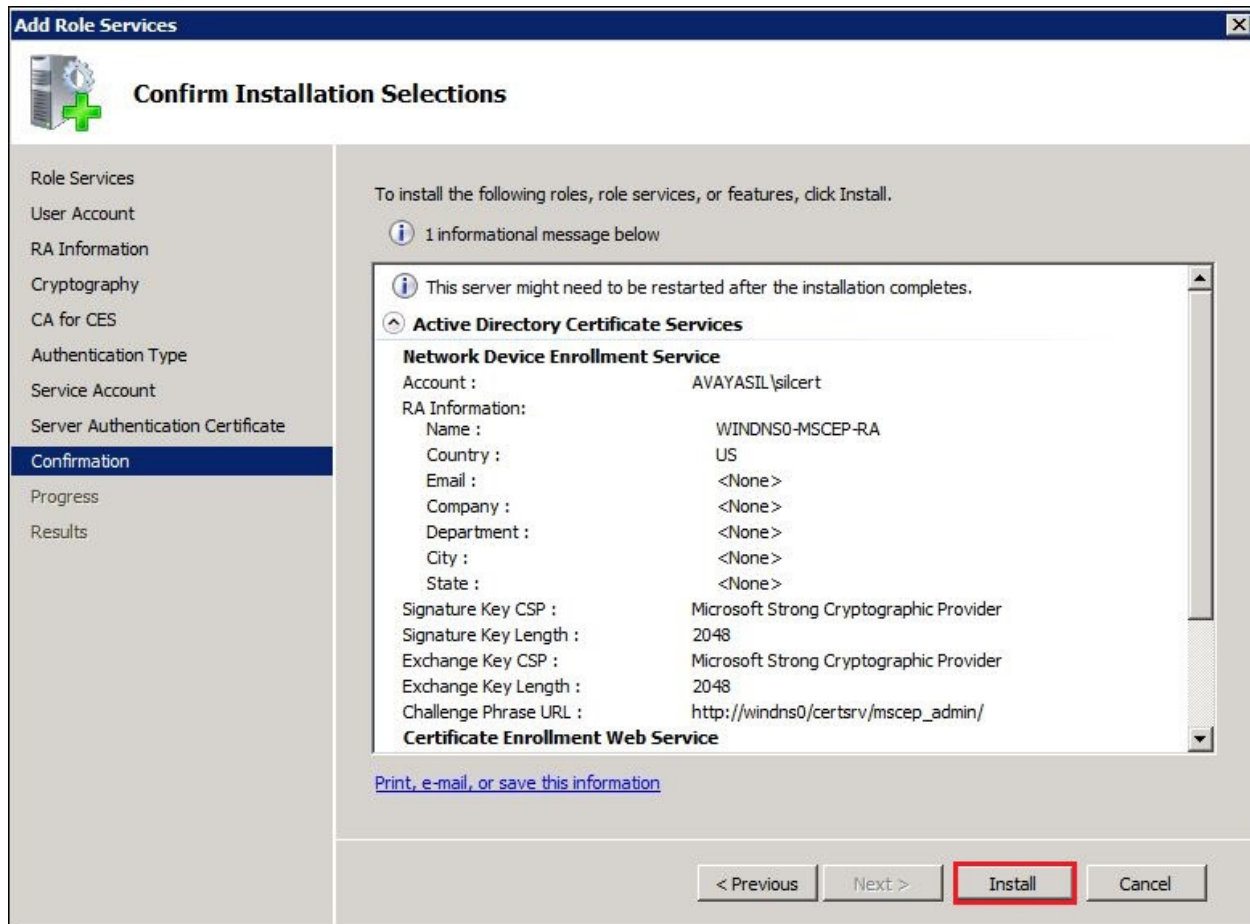 Add Role Services
Confirm Installation Selections
Role Services
User Account
RA Information
Cryptography
CA for CES
Authentication Type
Service Account
Server Authentication Certificate
Confirmation
Progress
Results
To install the following roles, role services, or features, click Install.
1 informational message below
This server might need to be restarted after the installation completes.
Active Directory Certificate Services
Network Device Enrollment Service
Account : AVAYASIL\silcert
RA Information:
Name : WINDNS0-MSCEP-RA
Country : US
Email : <None>
Company : <None>
Department : <None>
City : <None>
State : <None>
Signature Key CSP : Microsoft Strong Cryptographic Provider
Signature Key Length : 2048
Exchange Key CSP : Microsoft Strong Cryptographic Provider
Exchange Key Length : 2048
Challenge Phrase URL : http://windns0/certsrv/mscep_admin/
Certificate Enrollment Web Service
Print, e-mail, or save this information
< Previous Next > Install Cancel